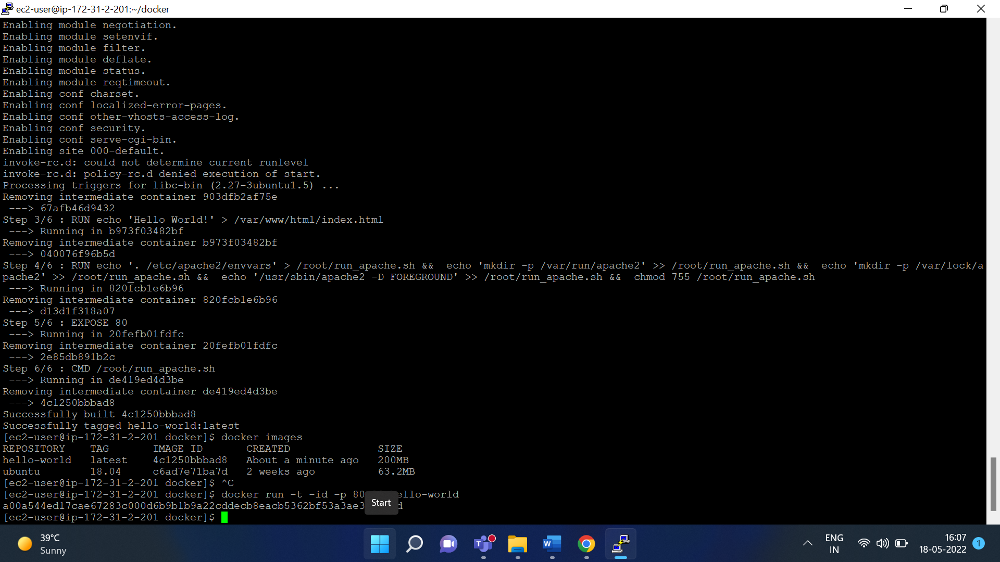 ec2-user@ip-172-31-2-201:~/docker
Enabling module negotiation.
Enabling module setenvif.
Enabling module filter.
Enabling module deflate.
Enabling module status.
Enabling module reqtimeout.
Enabling conf charset.
Enabling conf localized-error-pages.
Enabling conf other-vhosts-access-log.
Enabling conf security.
Enabling conf serve-cgi-bin.
Enabling site 000-default.
invoke-rc.d: could not determine current runlevel
invoke-rc.d: policy-rc.d denied execution of start.
Processing triggers for libc-bin (2.27-3ubuntu1.5) ...
Removing intermediate container 903dfb2af75e
 ---> 67afb46d9432
Step 3/6 : RUN echo 'Hello World!' > /var/www/html/index.html
 ---> Running in b973f03482bf
Removing intermediate container b973f03482bf
 ---> 040076f96b5d
Step 4/6 : RUN echo '. /etc/apache2/envvars' > /root/run_apache.sh &&  echo 'mkdir -p /var/run/apache2' >> /root/run_apache.sh &&  echo 'mkdir -p /var/lock/a
pache2' >> /root/run_apache.sh &&  echo '/usr/sbin/apache2 -D FOREGROUND' >> /root/run_apache.sh &&  chmod 755 /root/run_apache.sh
 ---> Running in 820fcb1e6b96
Removing intermediate container 820fcb1e6b96
 ---> d13d1f318a07
Step 5/6 : EXPOSE 80
 ---> Running in 20fefb01fdfc
Removing intermediate container 20fefb01fdfc
 ---> 2e85db891b2c
Step 6/6 : CMD /root/run_apache.sh
 ---> Running in de419ed4d3be
Removing intermediate container de419ed4d3be
 ---> 4c1250bbbad8
Successfully built 4c1250bbbad8
Successfully tagged hello-world:latest
[ec2-user@ip-172-31-2-201 docker]$ docker images
REPOSITORY    TAG       IMAGE ID       CREATED              SIZE
hello-world   latest    4c1250bbbad8   About a minute ago   200MB
ubuntu        18.04     c6ad7e71ba7d   2 weeks ago          63.2MB
[ec2-user@ip-172-31-2-201 docker]$ ^C
[ec2-user@ip-172-31-2-201 docker]$ docker run -t -id -p 80 ello-world
a00a544ed17cae67283c000d6b9b1b9a22cddecb8eacb5362bf53a3ae3 d
Start
[ec2-user@ip-172-31-2-201 docker]$
39°C
Sunny
ENG
IN
16:07
18-05-2022
1